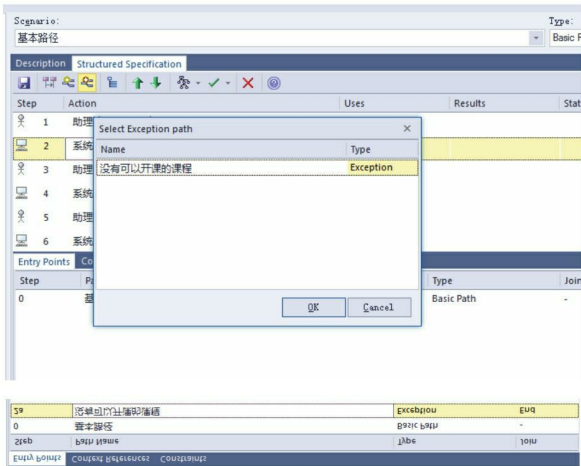 Scenario:
Type:
基本路径
Basic P
Description Structured Specification
Step Action Uses Results Stat
1 助理
2 系统
3 助理
4 系统
5 助理
6 系统
Select Exception path
Name Type
没有可以开课的课程 Exception
OK Cancel
Entry Points Co
Step Pa Type Join
0 基 Basic Path -
2a 没有可以开课的课程 Exception End
0 基本路径 Basic Path -
Step Path Name Type Join
Entry Points Context References Constraints